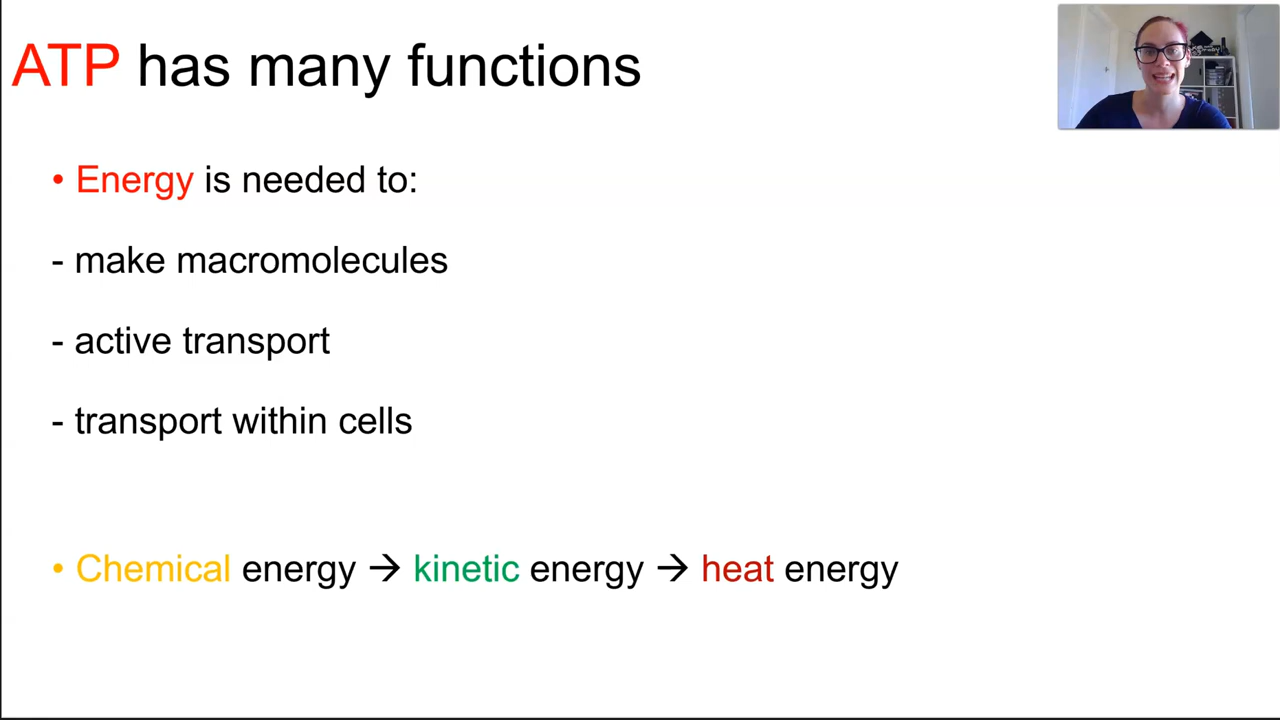 ATP has many functions
• Energy is needed to:
- make macromolecules
- active transport
- transport within cells
• Chemical energy → kinetic energy → heat energy